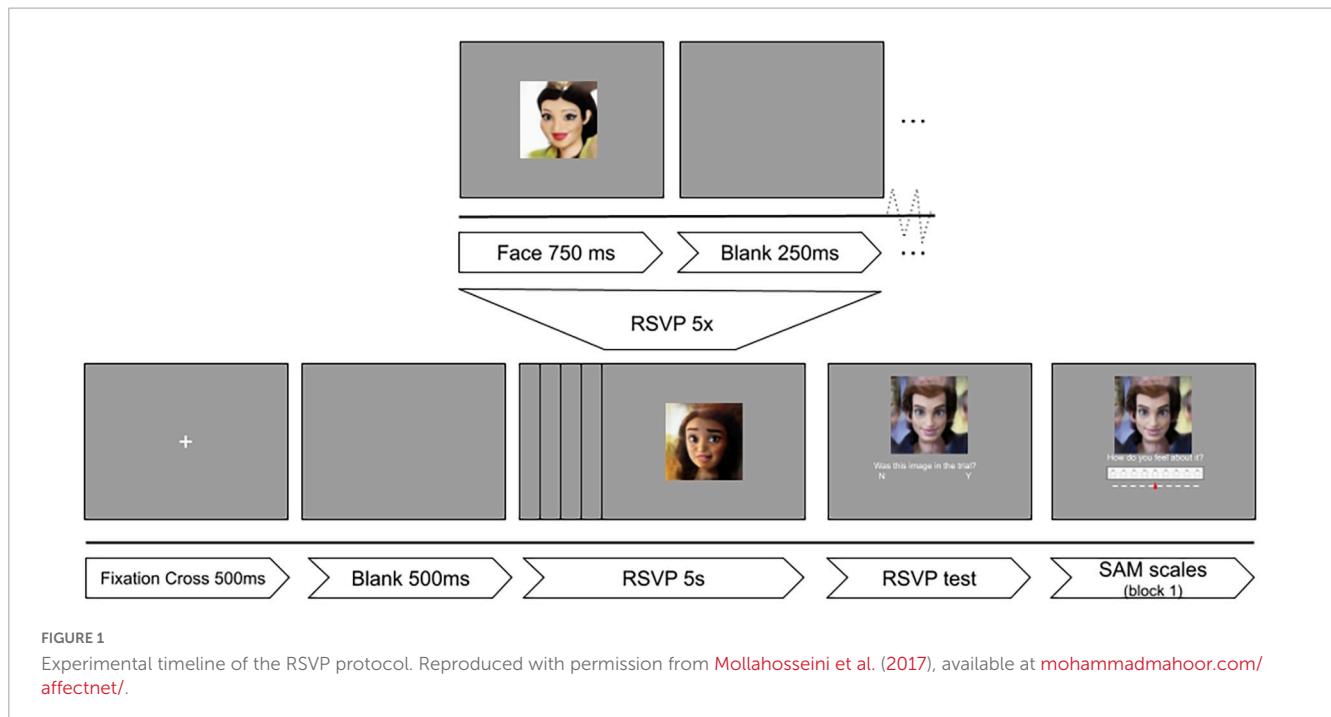 ...
Face 750 ms
Blank 250ms
...
RSVP 5x
+
Was this image in the trial?
N Y
How do you feel about it?
Fixation Cross 500ms
Blank 500ms
RSVP 5s
RSVP test
SAM scales
(block 1)
FIGURE 1
Experimental timeline of the RSVP protocol. Reproduced with permission from Mollahosseini et al. (2017), available at mohammadmahoor.com/
affectnet/.